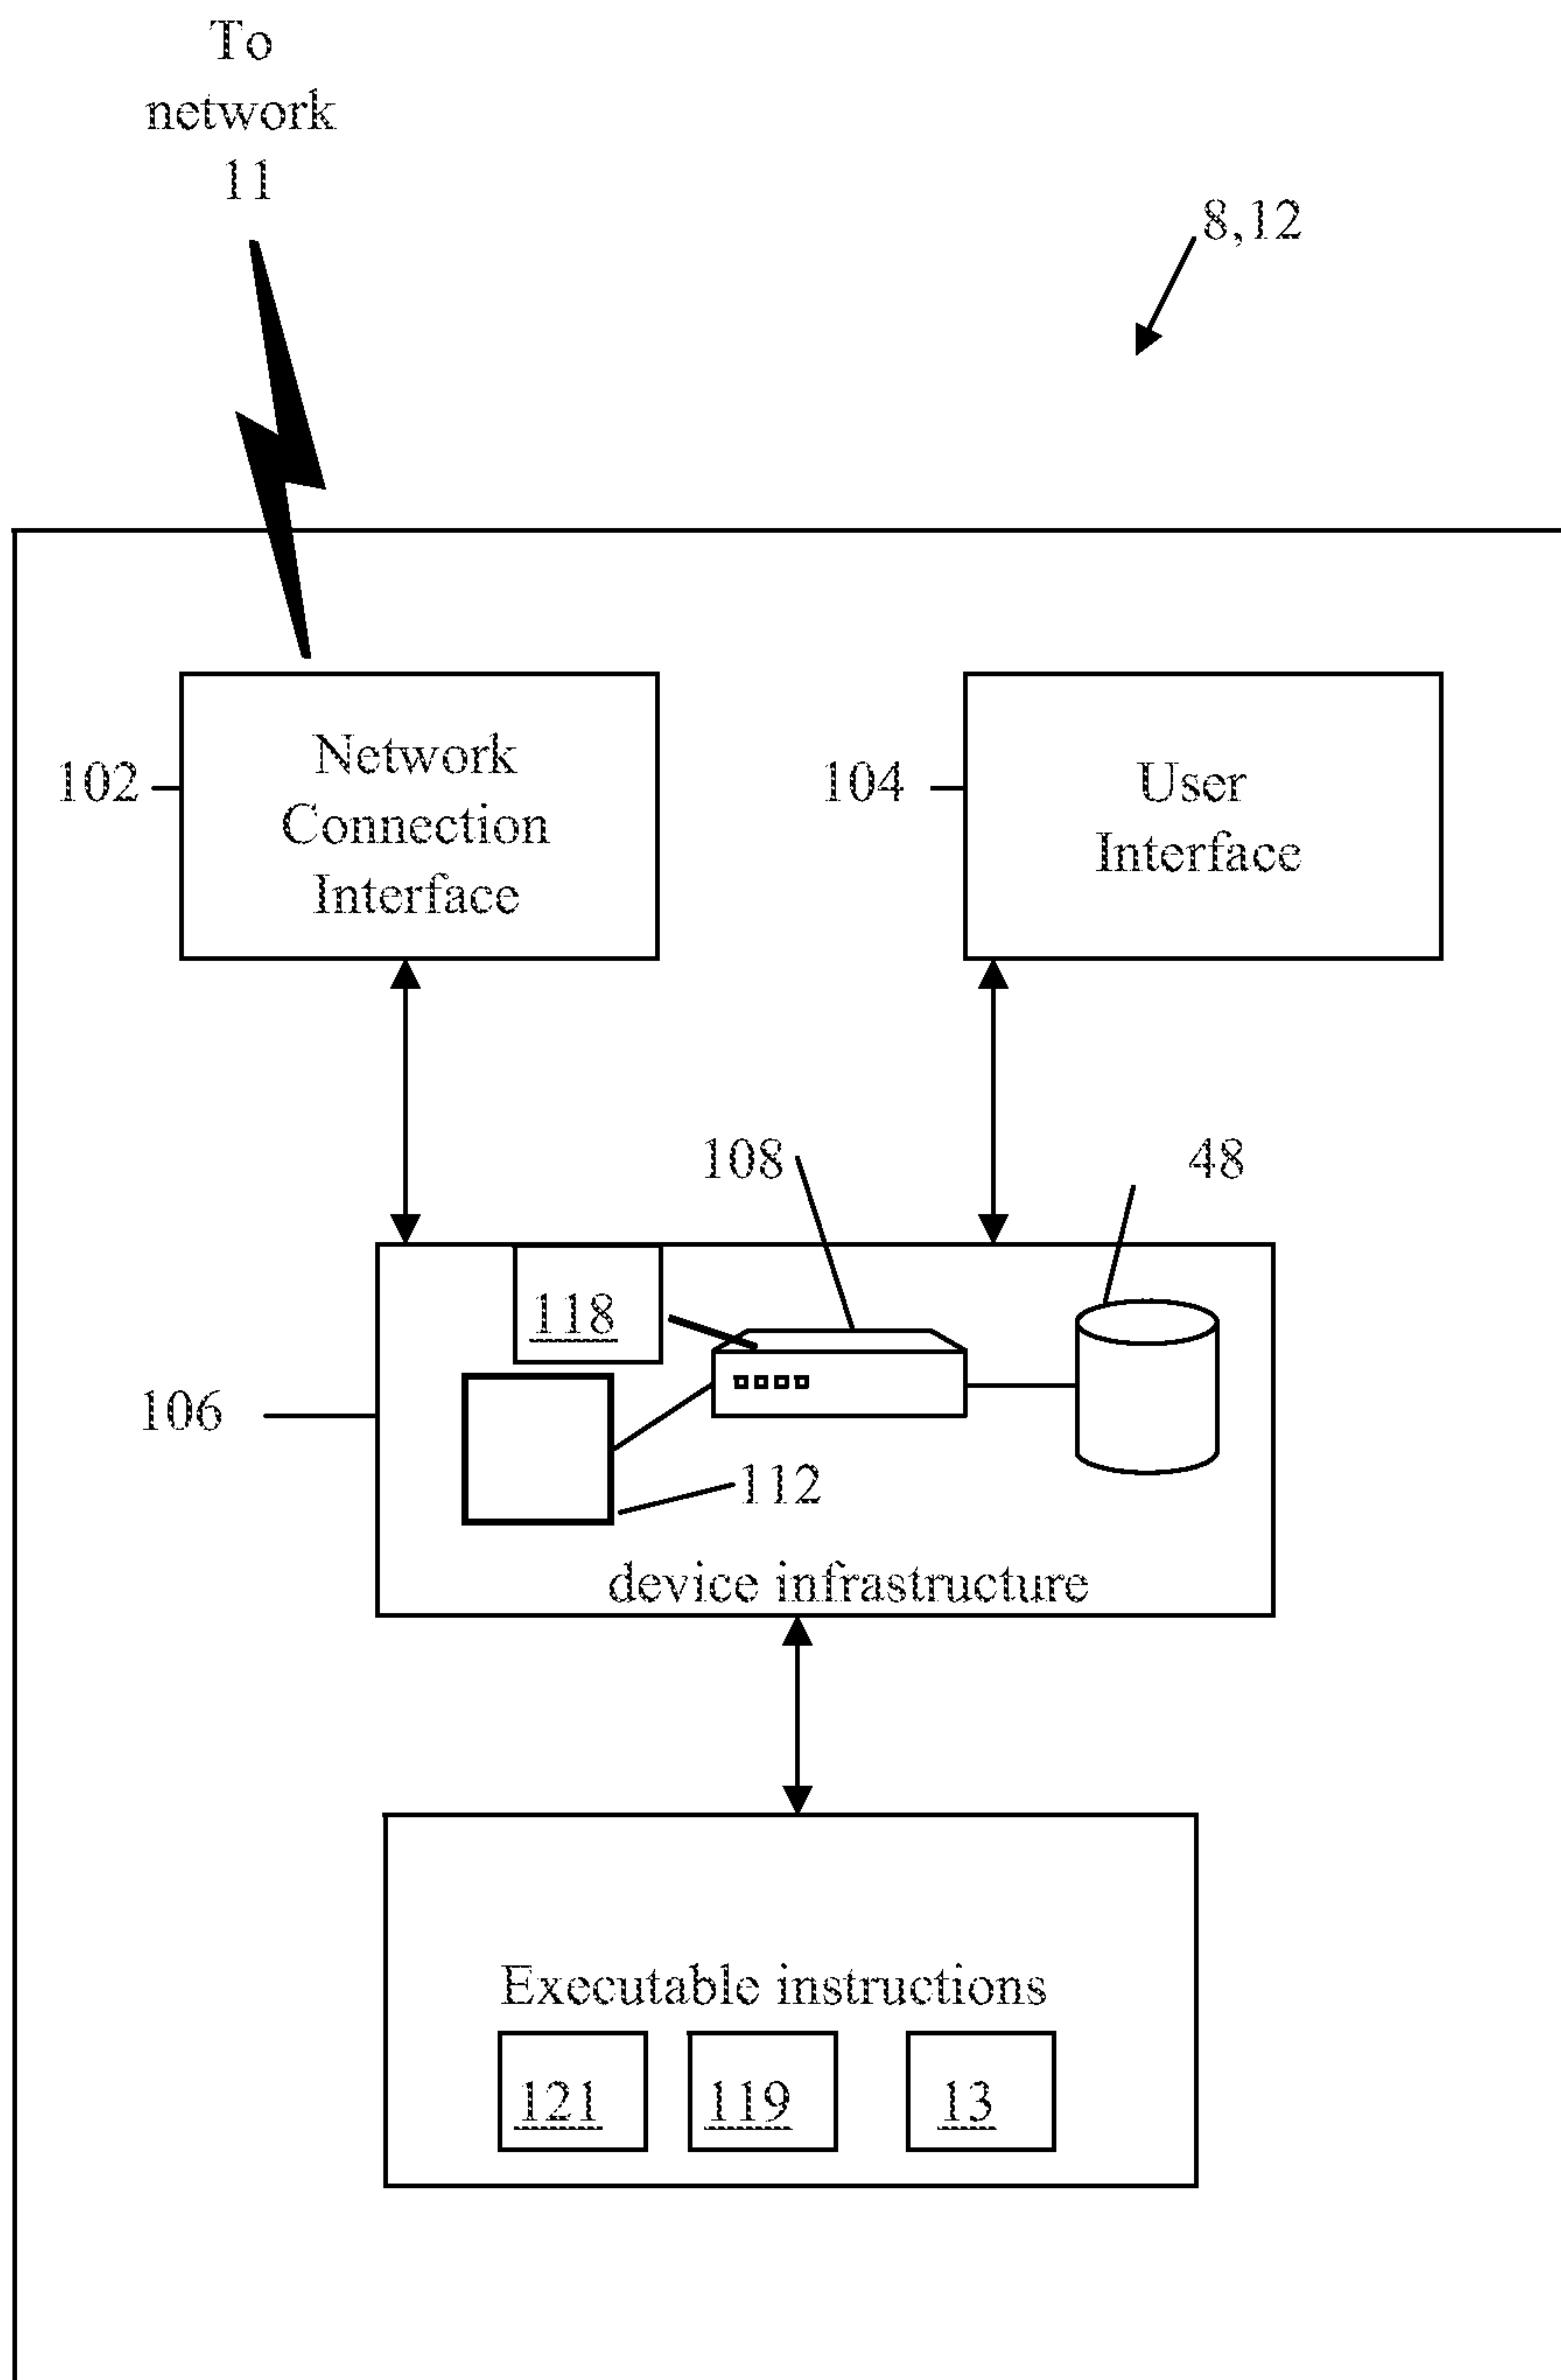 To
network
11
8,12
102
Network
Connection
Interface
104
User
Interface
108
48
118
106
112
device infrastructure
Executable instructions
121
119
13